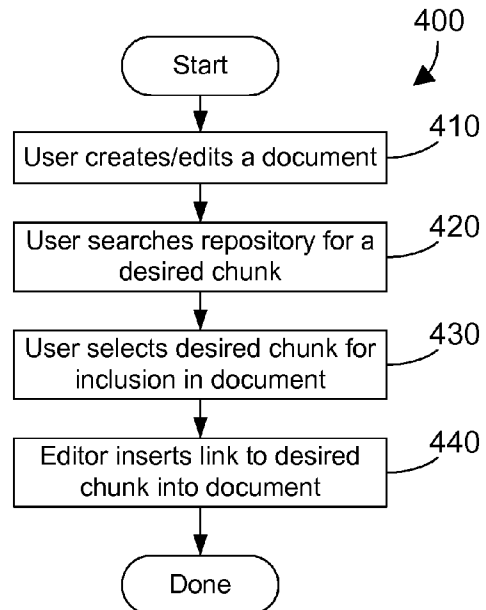 400
Start
User creates/edits a document
410
User searches repository for a
desired chunk
420
User selects desired chunk for
inclusion in document
430
Editor inserts link to desired
chunk into document
440
Done